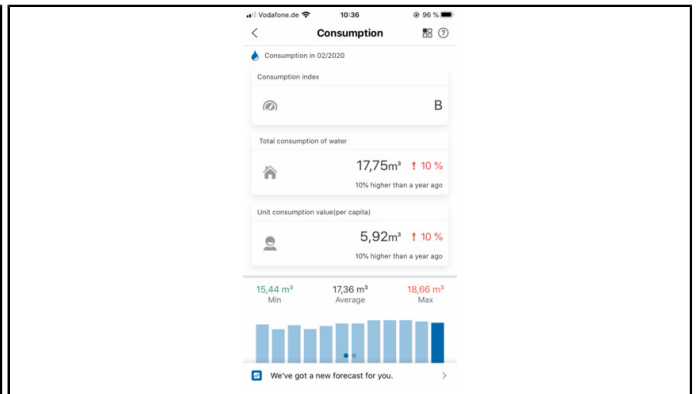 Vodafone.de 10:36 96 %
Consumption
Consumption in 02/2020
Consumption index
B
Total consumption of water
17,75m³ ↑ 10 %
10% higher than a year ago
Unit consumption value(per capita)
5,92m³ ↑ 10 %
10% higher than a year ago
15,44 m³ 17,36 m³ 18,66 m³
Min Average Max
We've got a new forecast for you.